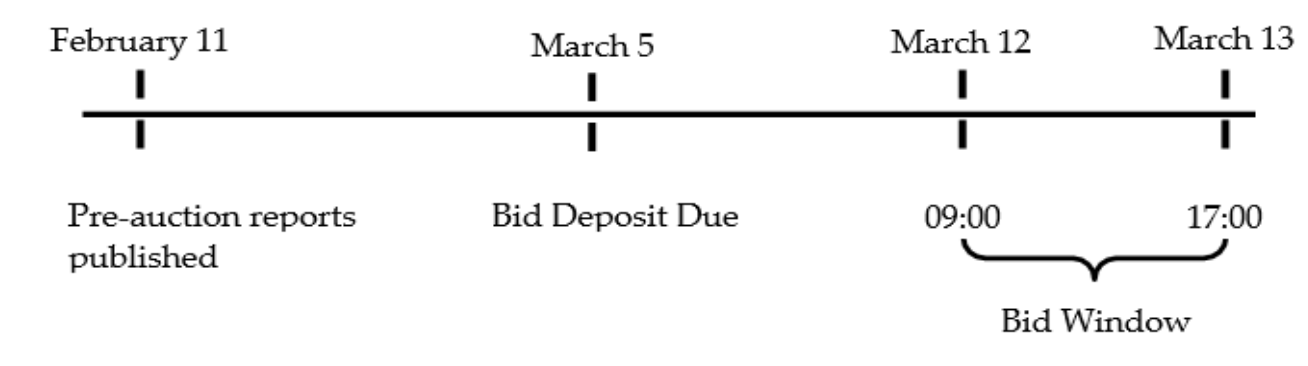 February 11
March 5
March 12
March 13
Pre-auction reports
published
Bid Deposit Due
09:00
17:00
Bid Window